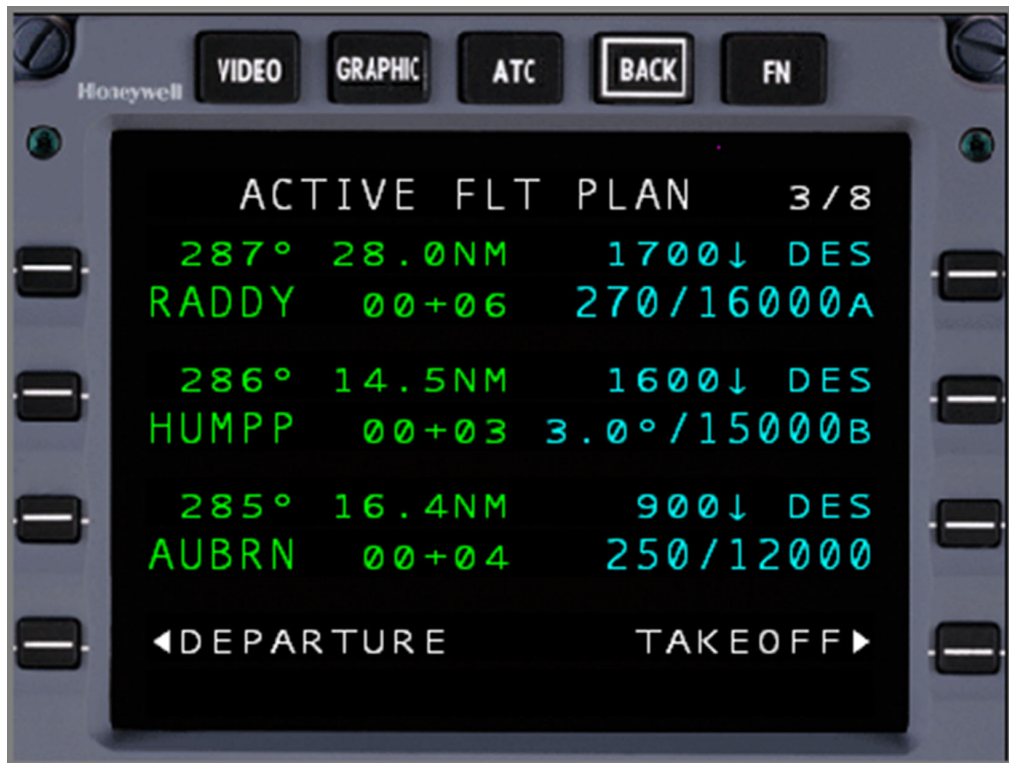 VIDEO GRAPHIC ATC BACK FN
Honeywell
ACTIVE FLT PLAN 3/8
287° 28.0NM 1700↓ DES
RADDY 00+06 270/16000A
286° 14.5NM 1600↓ DES
HUMPP 00+03 3.0°/15000B
285° 16.4NM 900↓ DES
AUBRN 00+04 250/12000
◀DEPARTURE TAKEOFF▶